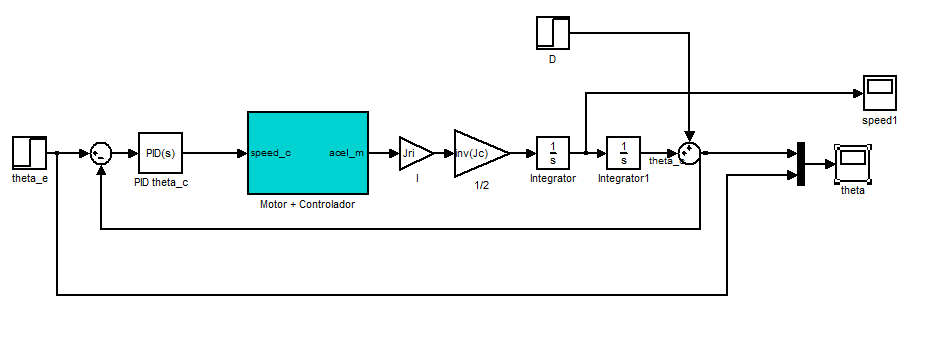 D
speed1
theta_e
PID(s)
PID theta_c
speed_c
acel_m
Motor + Controlador
Jri
I
inv(Jc)
1/2
1
s
Integrator
1
s
Integrator1
theta_c
theta